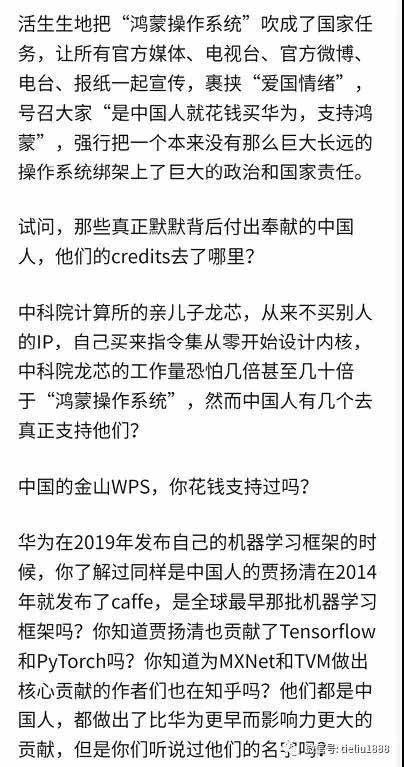 活生生地把“鸿蒙操作系统”吹成了国家任
务，让所有官方媒体、电视台、官方微博、
电台、报纸一起宣传，裹挟“爱国情绪”，
号召大家“是中国人就花钱买华为，支持鸿
蒙”，强行把一个本来没有那么巨大长远的
操作系统绑架上了巨大的政治和国家责任。
试问，那些真正默默背后付出奉献的中国
人，他们的credits去了哪里？
中科院计算所的亲儿子龙芯，从来不买别人
的IP，自己买来指令集从零开始设计内核，
中科院龙芯的工作量恐怕几倍甚至几十倍
于“鸿蒙操作系统”，然而中国人有几个去
真正支持他们？
中国的金山WPS，你花钱支持过吗？
华为在2019年发布自己的机器学习框架的时
候，你了解过同样是中国人的贾扬清在2014
年就发布了caffe，是全球最早那批机器学习
框架吗？你知道贾扬清也贡献了Tensorflow
和PyTorch吗？你知道为MXNet和TVM做出
核心贡献的作者们也在知乎吗？他们都是中
国人，都做出了比华为更早而影响力更大的
贡献，但是你们听说过他们的名字吗？
tieliu1888